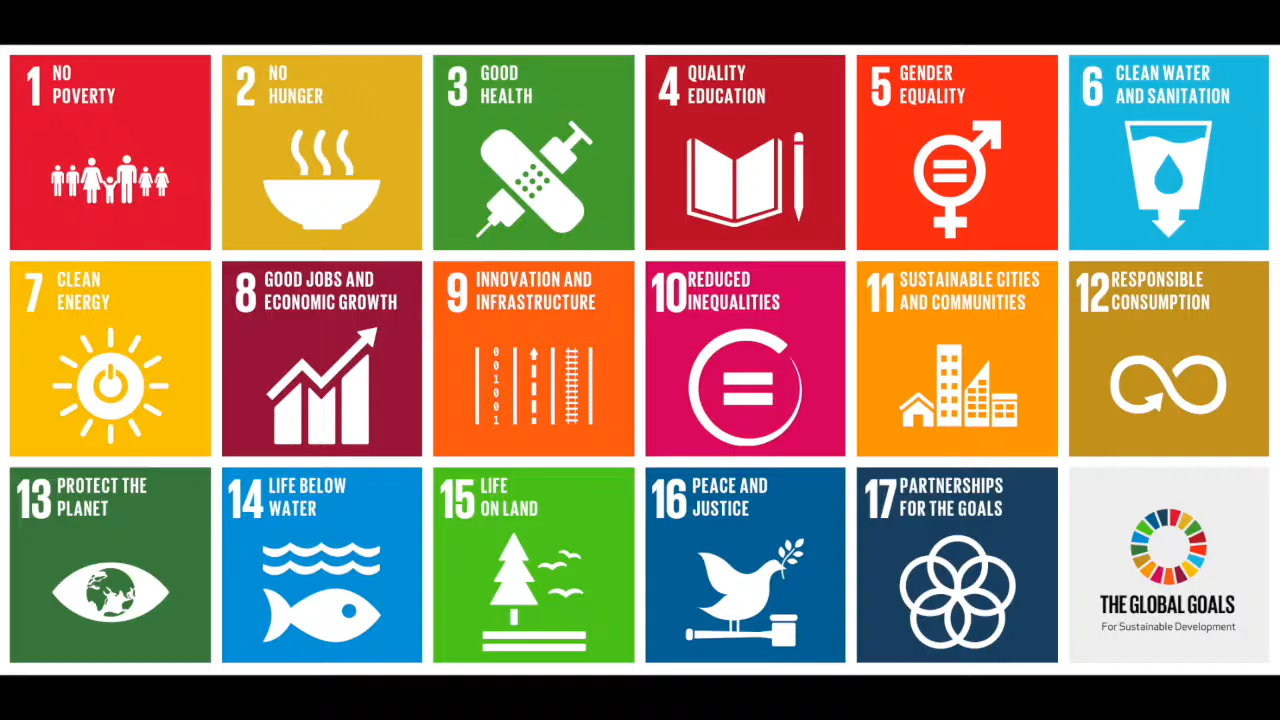 1 NO
POVERTY
2 NO
HUNGER
3 GOOD
HEALTH
4 QUALITY
EDUCATION
5 GENDER
EQUALITY
6 CLEAN WATER
AND SANITATION
7 CLEAN
ENERGY
8 GOOD JOBS AND
ECONOMIC GROWTH
9 INNOVATION AND
INFRASTRUCTURE
0
0
1
0
0
1
10 REDUCED
INEQUALITIES
11 SUSTAINABLE CITIES
AND COMMUNITIES
12 RESPONSIBLE
CONSUMPTION
13 PROTECT THE
PLANET
14 LIFE BELOW
WATER
15 LIFE
ON LAND
16 PEACE AND
JUSTICE
17 PARTNERSHIPS
FOR THE GOALS
THE GLOBAL GOALS
For Sustainable Development